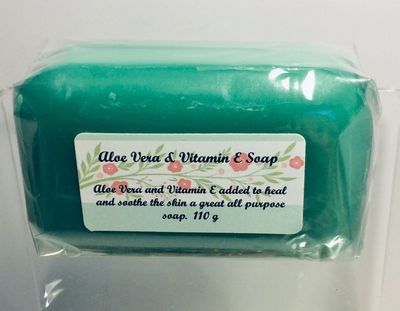 Aloe Vera & Vitamin E Soap
Aloe Vera and Vitamin E added to heal
and soothe the skin a great all purpose
soap. 110 g